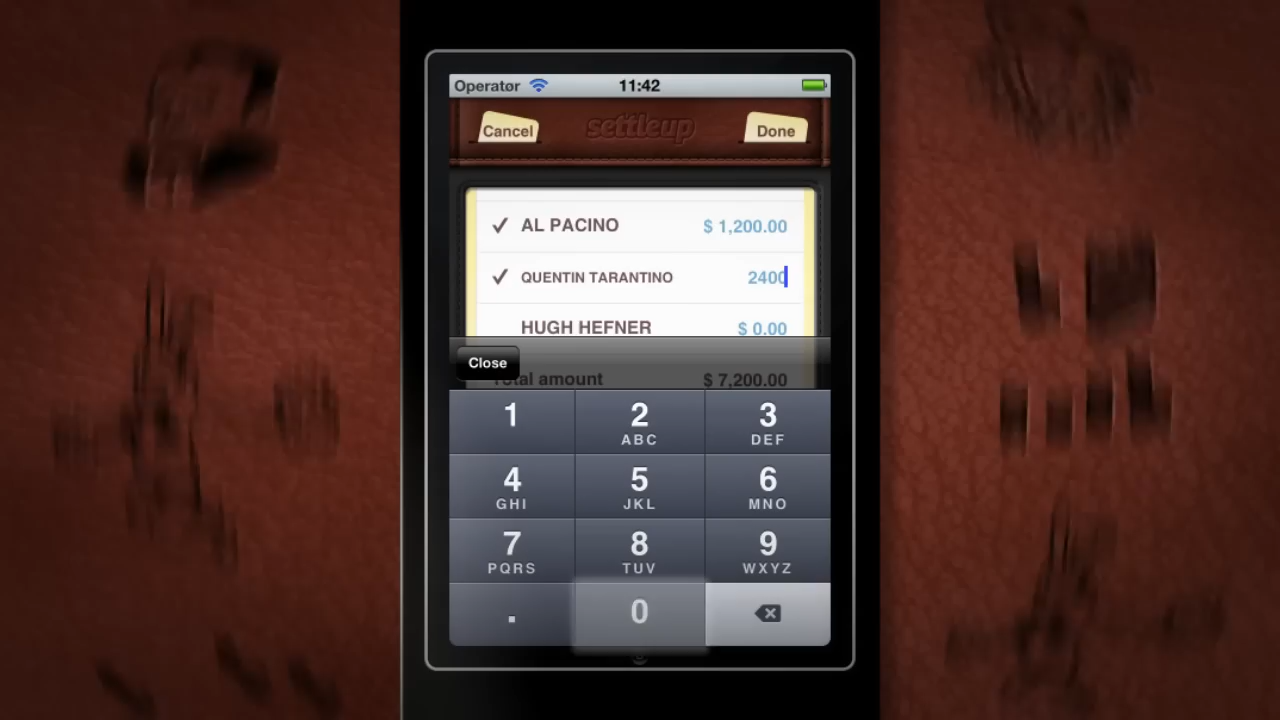 Operatør 11:42
Cancel settleup Done
AL PACINO $ 1,200.00
QUENTIN TARANTINO 2400
HUGH HEFNER $ 0.00
Close
Total amount $ 7,200.00
1 2 3
ABC DEF
4 5 6
GHI JKL MNO
7 8 9
PQRS TUV WXYZ
. 0